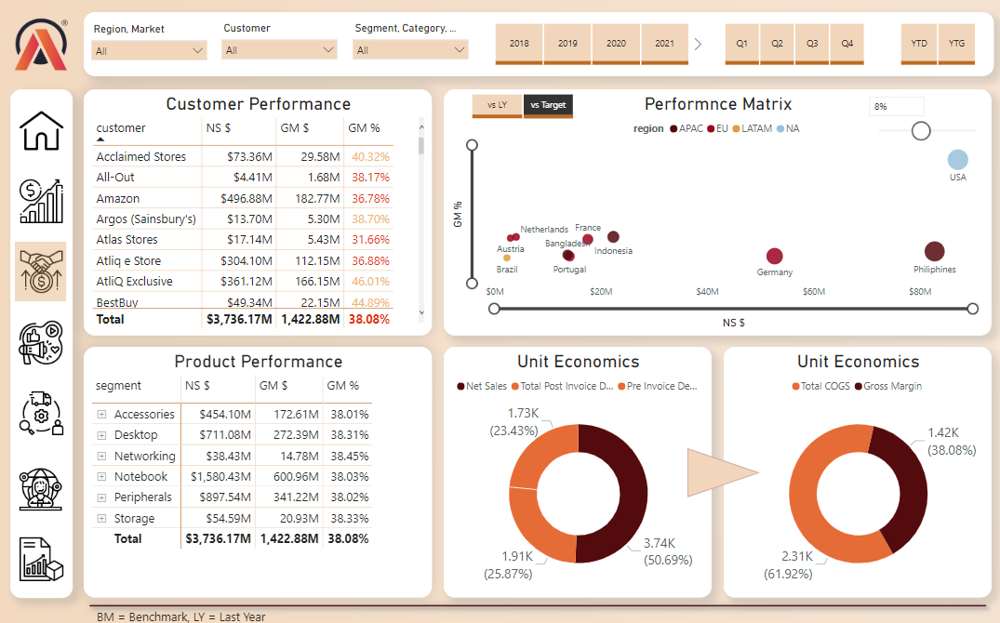 Region, Market
Customer
Segment, Category, ...
All
All
All
2018
2019
2020
2021
Q1
Q2
Q3
Q4
YTD
YTG
®
Customer Performance
customer NS $ GM $ GM %
Acclaimed Stores $73.36M 29.58M 40.32%
All-Out $4.41M 1.68M 38.17%
Amazon $496.88M 182.77M 36.78%
Argos (Sainsbury's) $13.70M 5.30M 38.70%
Atlas Stores $17.14M 5.43M 31.66%
Atliq e Store $304.10M 112.15M 36.88%
AtliQ Exclusive $361.12M 166.15M 46.01%
BestBuy $49.34M 22.15M 44.89%
Total $3,736.17M 1,422.88M 38.08%
vs LY
vs Target
Performnce Matrix
8%
region APAC EU LATAM NA
GM %
USA
Netherlands
France
Austria
Bangladesh
Indonesia
Brazil
Portugal
Germany
Philiphines
$0M $20M $40M $60M $80M
NS $
Product Performance
segment NS $ GM $ GM %
Accessories $454.10M 172.61M 38.01%
Desktop $711.08M 272.39M 38.31%
Networking $38.43M 14.78M 38.45%
Notebook $1,580.43M 600.96M 38.03%
Peripherals $897.54M 341.22M 38.02%
Storage $54.59M 20.93M 38.33%
Total $3,736.17M 1,422.88M 38.08%
Unit Economics
Net Sales Total Post Invoice D... Pre Invoice De...
1.73K
(23.43%)
1.91K
(25.87%)
3.74K
(50.69%)
Unit Economics
Total COGS Gross Margin
1.42K
(38.08%)
2.31K
(61.92%)
BM = Benchmark, LY = Last Year